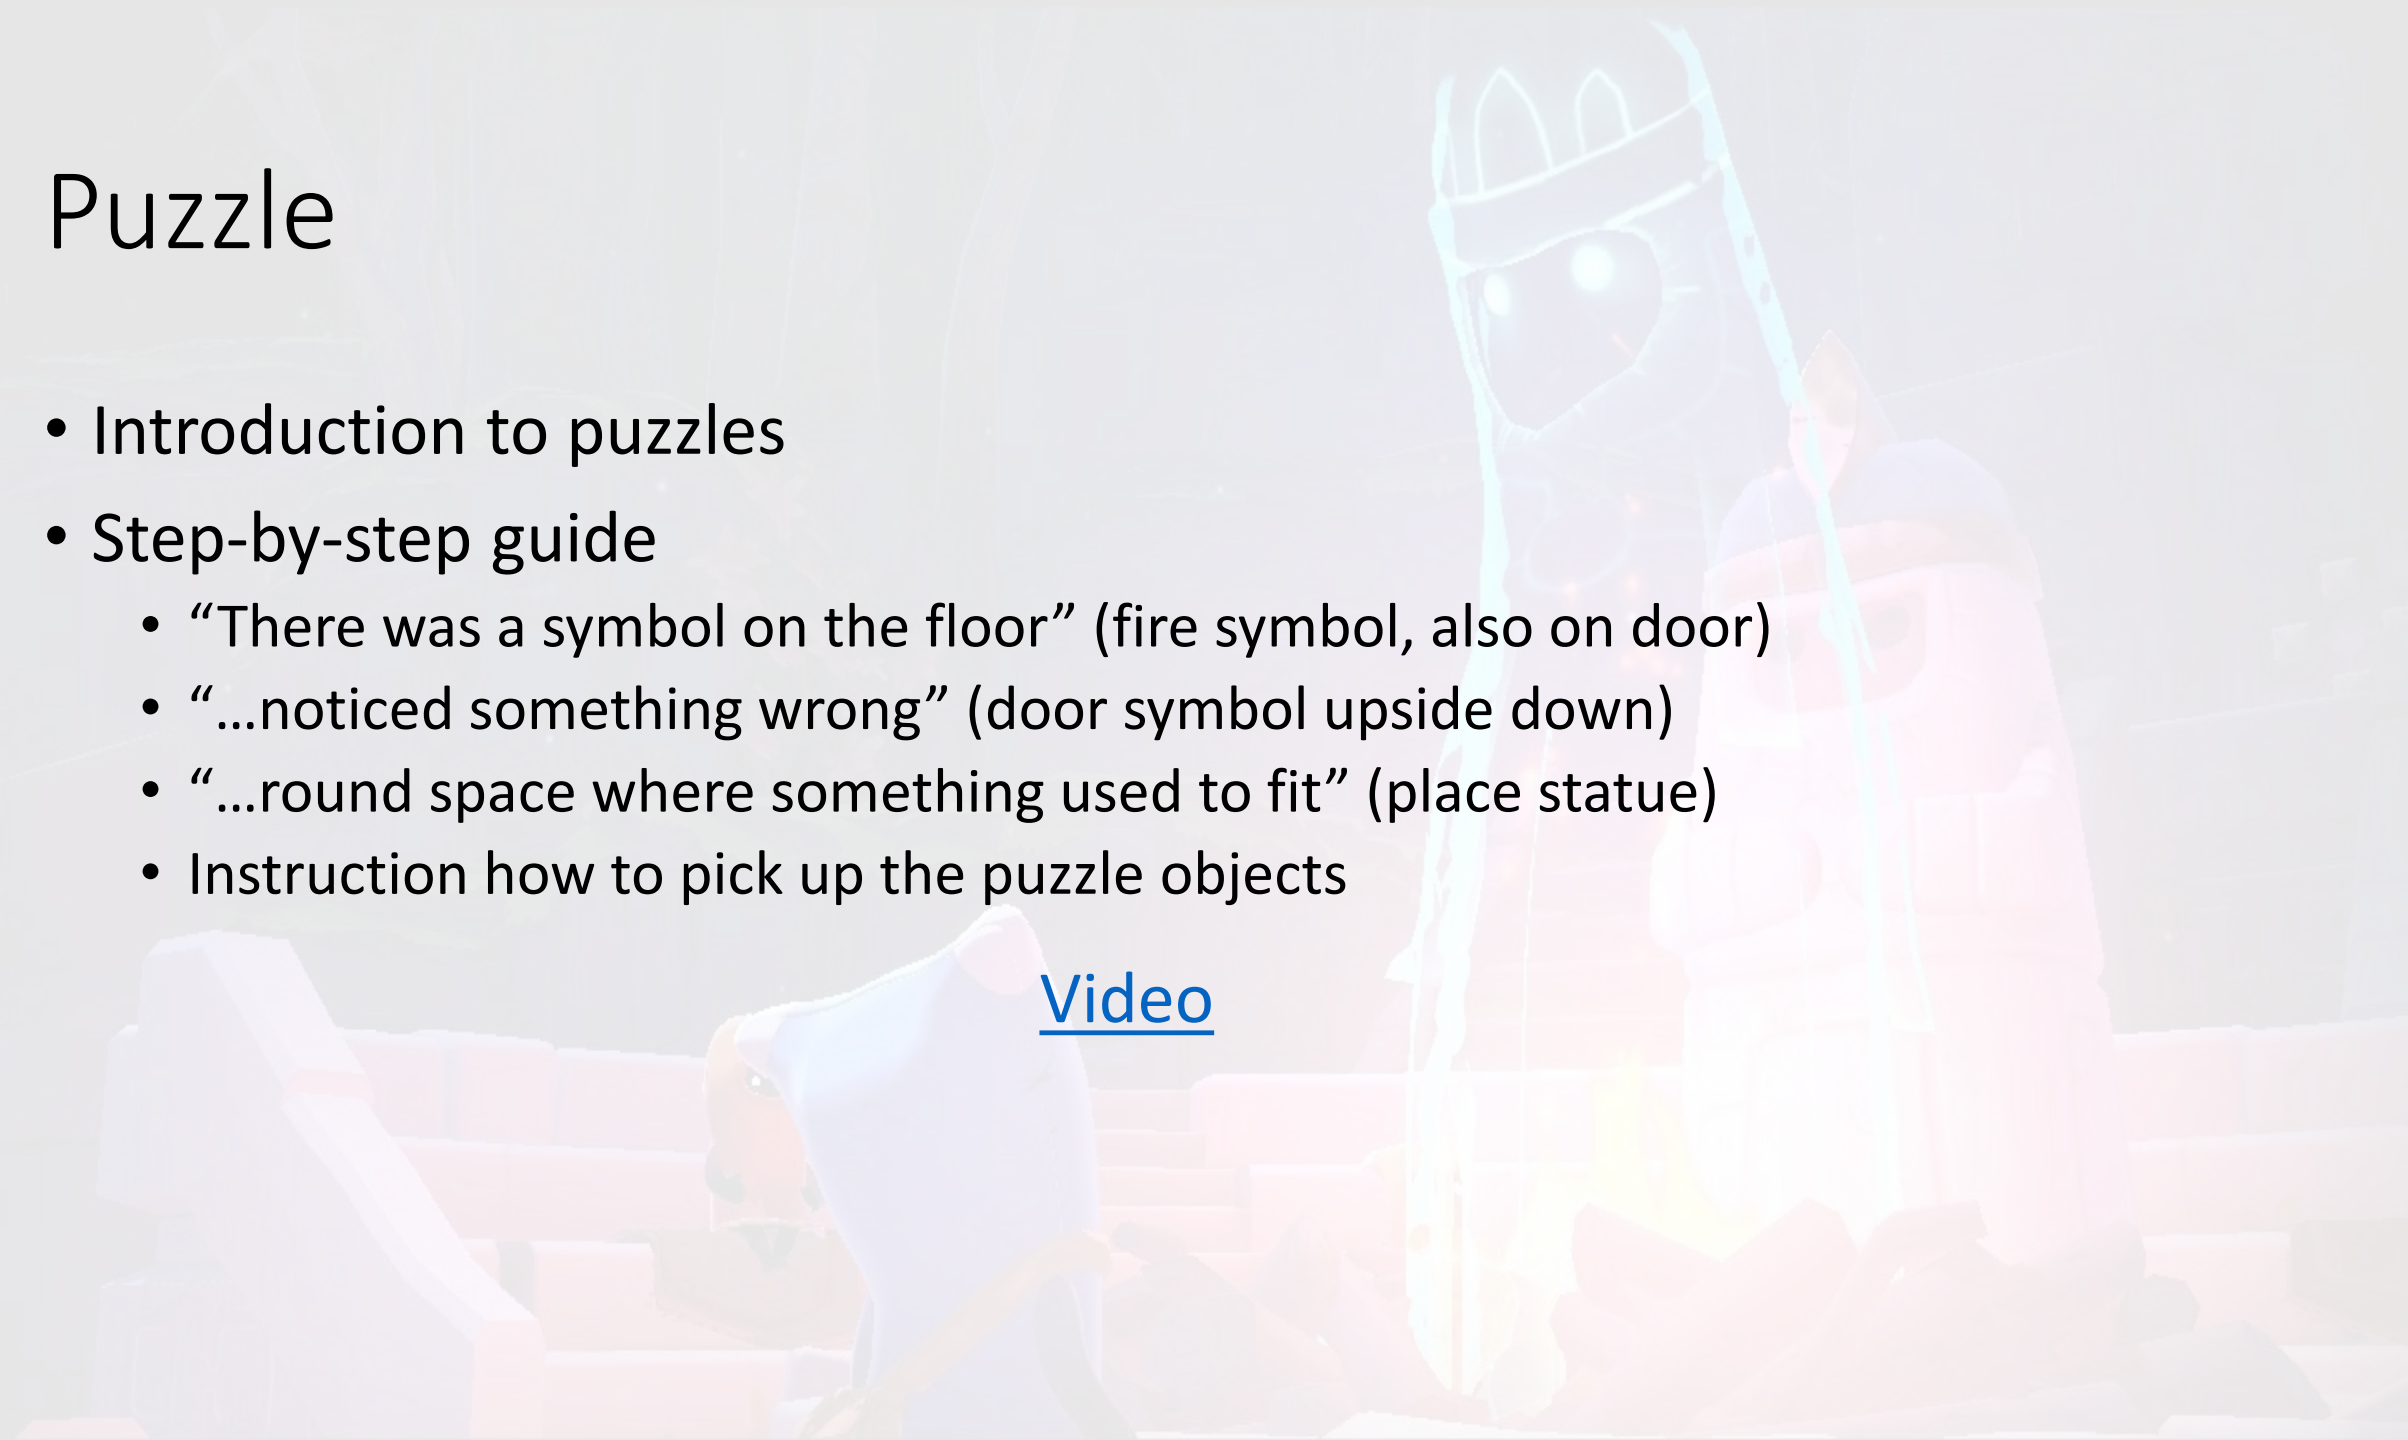 Puzzle
• Introduction to puzzles
• Step-by-step guide
• “There was a symbol on the floor” (fire symbol, also on door)
• “…noticed something wrong” (door symbol upside down)
• “…round space where something used to fit” (place statue)
• Instruction how to pick up the puzzle objects
Video